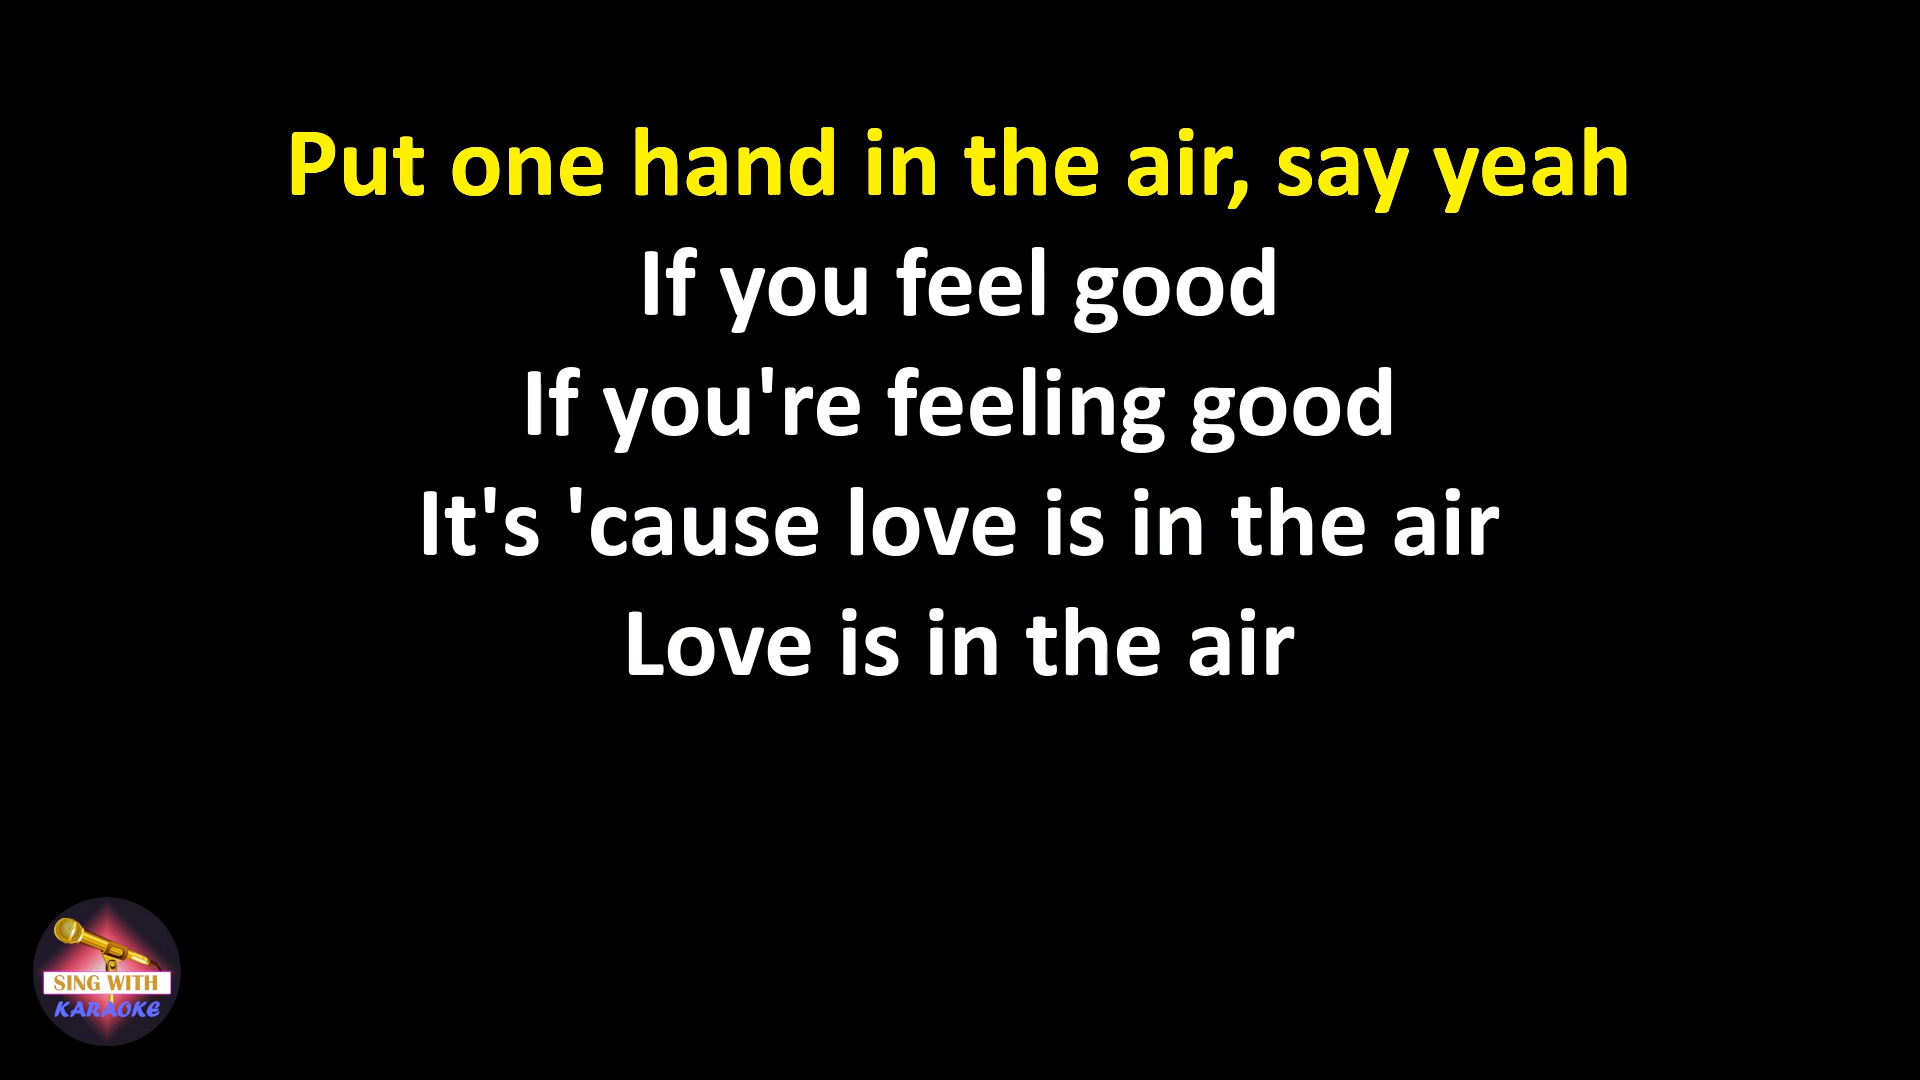 Put one hand in the air, say yeah
If you feel good
If you're feeling good
It's 'cause love is in the air
Love is in the air
SING WITH
KARAOKE